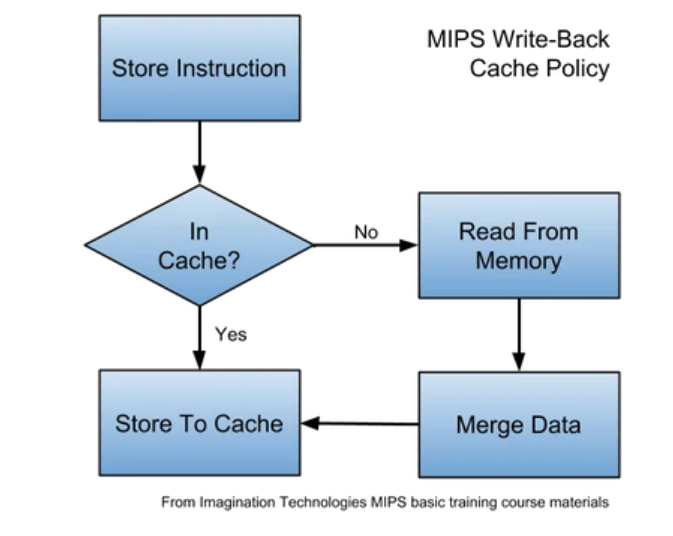 MIPS Write-Back
Cache Policy
Store Instruction
In
Cache?
No
Read From
Memory
Yes
Store To Cache
Merge Data
From Imagination Technologies MIPS basic training course materials